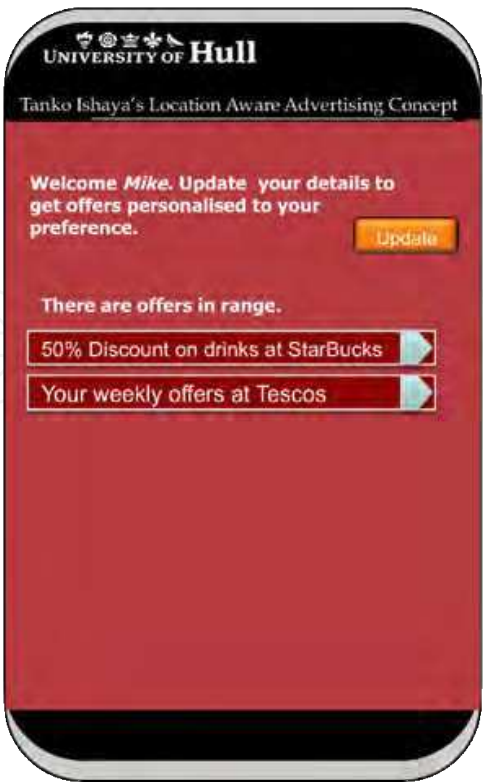 UNIVERSITY OF Hull
Tanko Ishaya's Location Aware Advertising Concept
Welcome Mike. Update your details to
get offers personalised to your
preference.
Update
There are offers in range.
50% Discount on drinks at StarBucks
Your weekly offers at Tescos